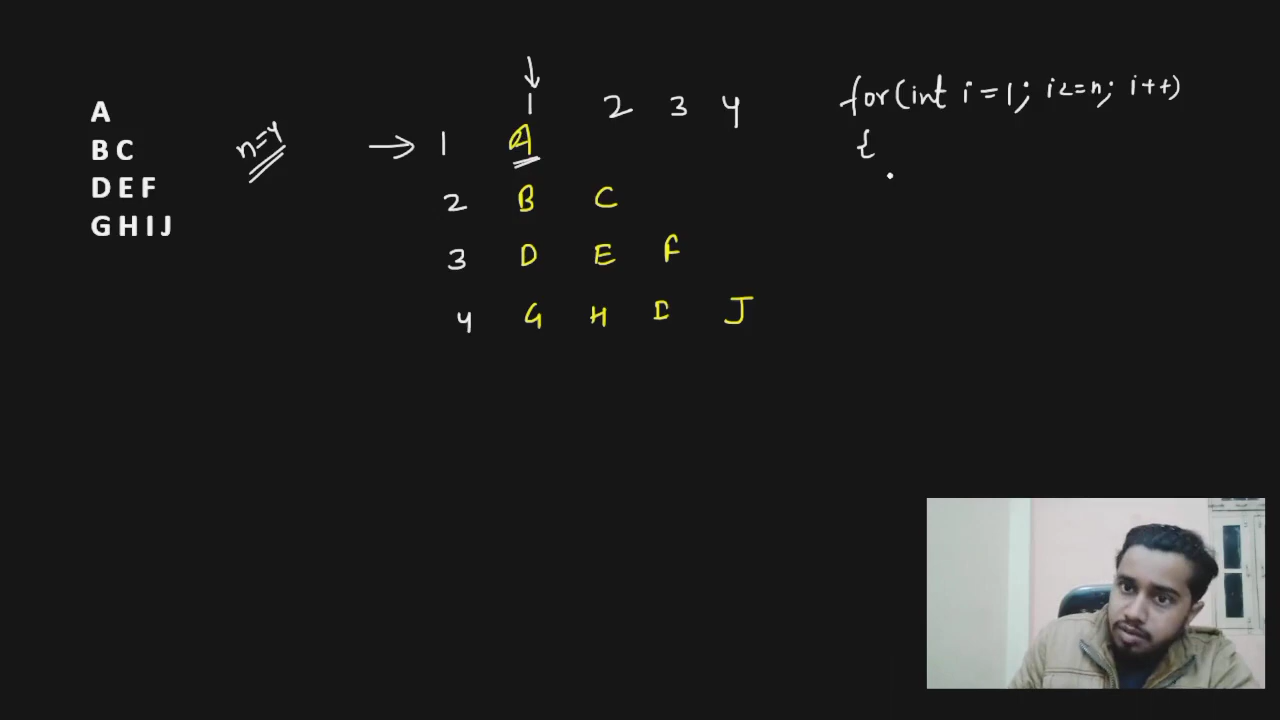 A
B C
D E F
G H I J
n=4
1 2 3 4
1 A
2 B C
3 D E F
4 G H I J
for(int i=1; i<=n; i++)
{